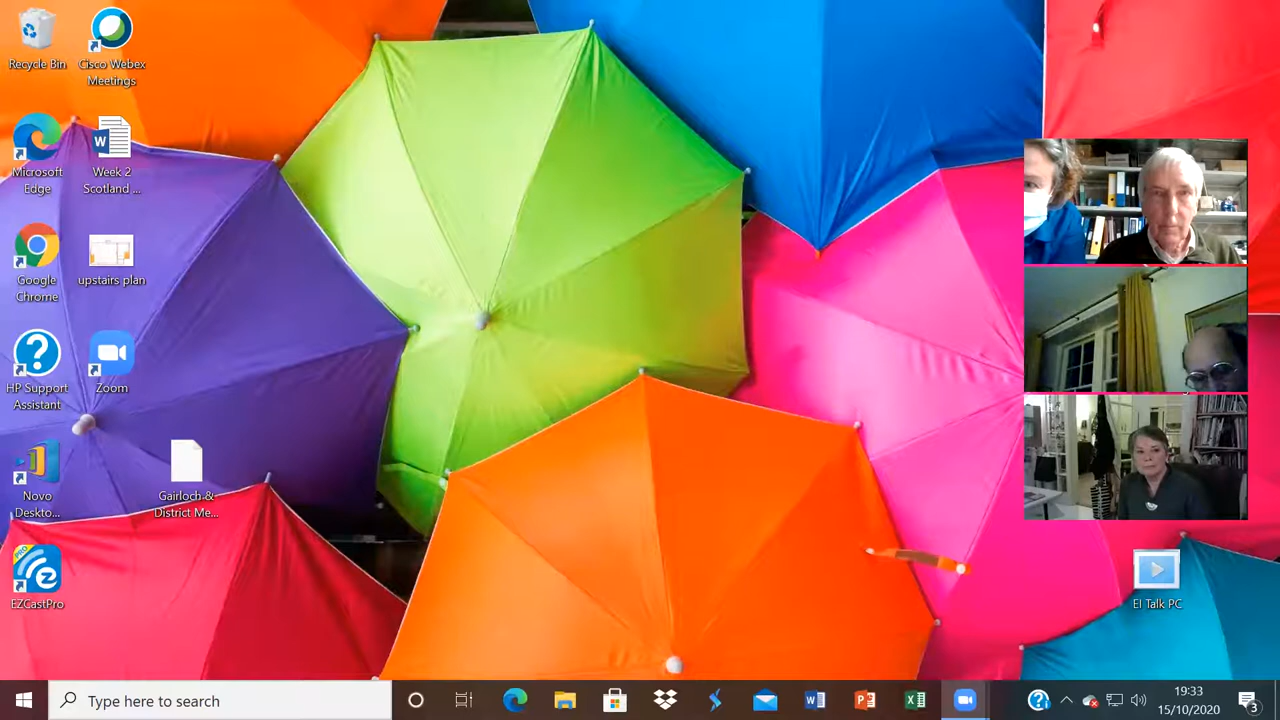 Recycle Bin
Cisco Webex
Meetings
Microsoft
Edge
Week 2
Scotland ...
Google
Chrome
upstairs plan
HP Support
Assistant
Zoom
Novo
Deskto...
Gairloch &
District Me...
EZCastPro
EI Talk PC
Type here to search
19:33
15/10/2020
3